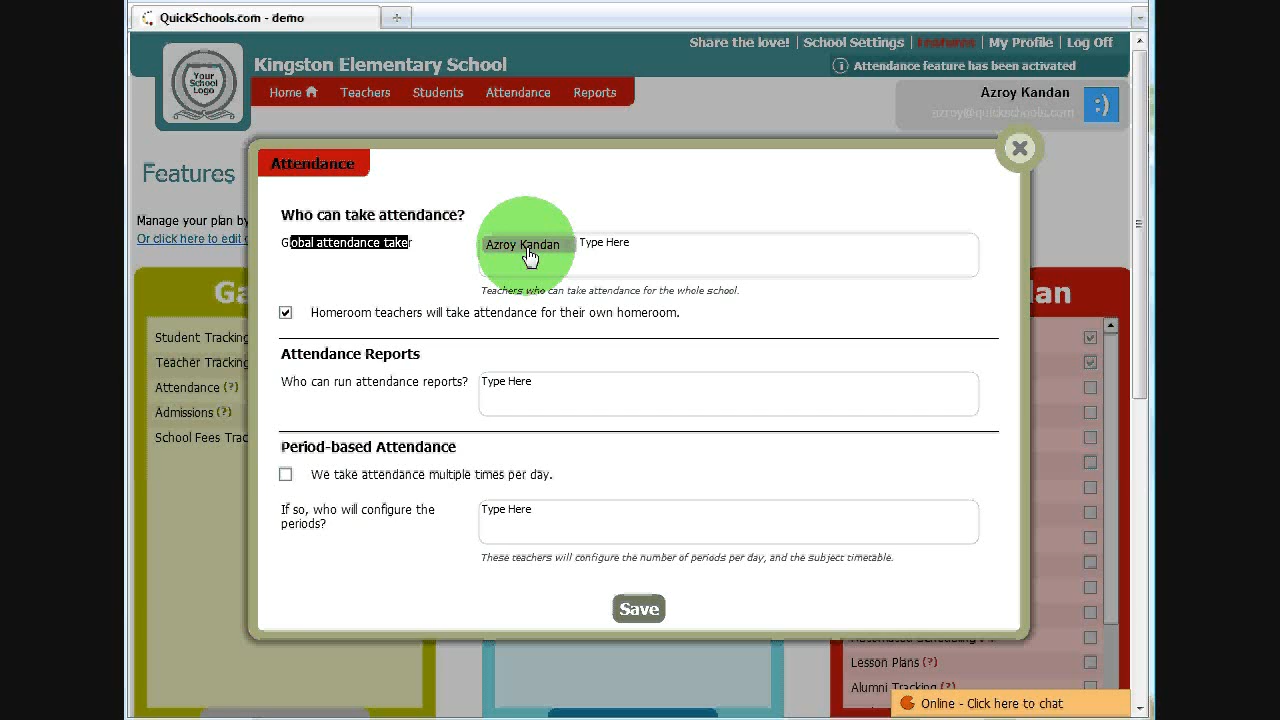 QuickSchools.com - demo
Share the love! | School Settings | Features | My Profile | Log Off
Your
School
Logo
Kingston Elementary School
Attendance feature has been activated
Home Teachers Students Attendance Reports
Azroy Kandan
azroy@quickschools.com
Features
Attendance
Manage your plan by
Or click here to edit
Who can take attendance?
Global attendance taker
Azroy Kandan Type Here
Teachers who can take attendance for the whole school.
Homeroom teachers will take attendance for their own homeroom.
Student Tracking
Teacher Tracking
Attendance (?)
Admissions (?)
School Fees Trac
Attendance Reports
Who can run attendance reports? Type Here
Period-based Attendance
We take attendance multiple times per day.
If so, who will configure the
periods?
Type Here
These teachers will configure the number of periods per day, and the subject timetable.
Save
Lesson Plans (?)
Alumni Tracking (?)
Online - Click here to chat